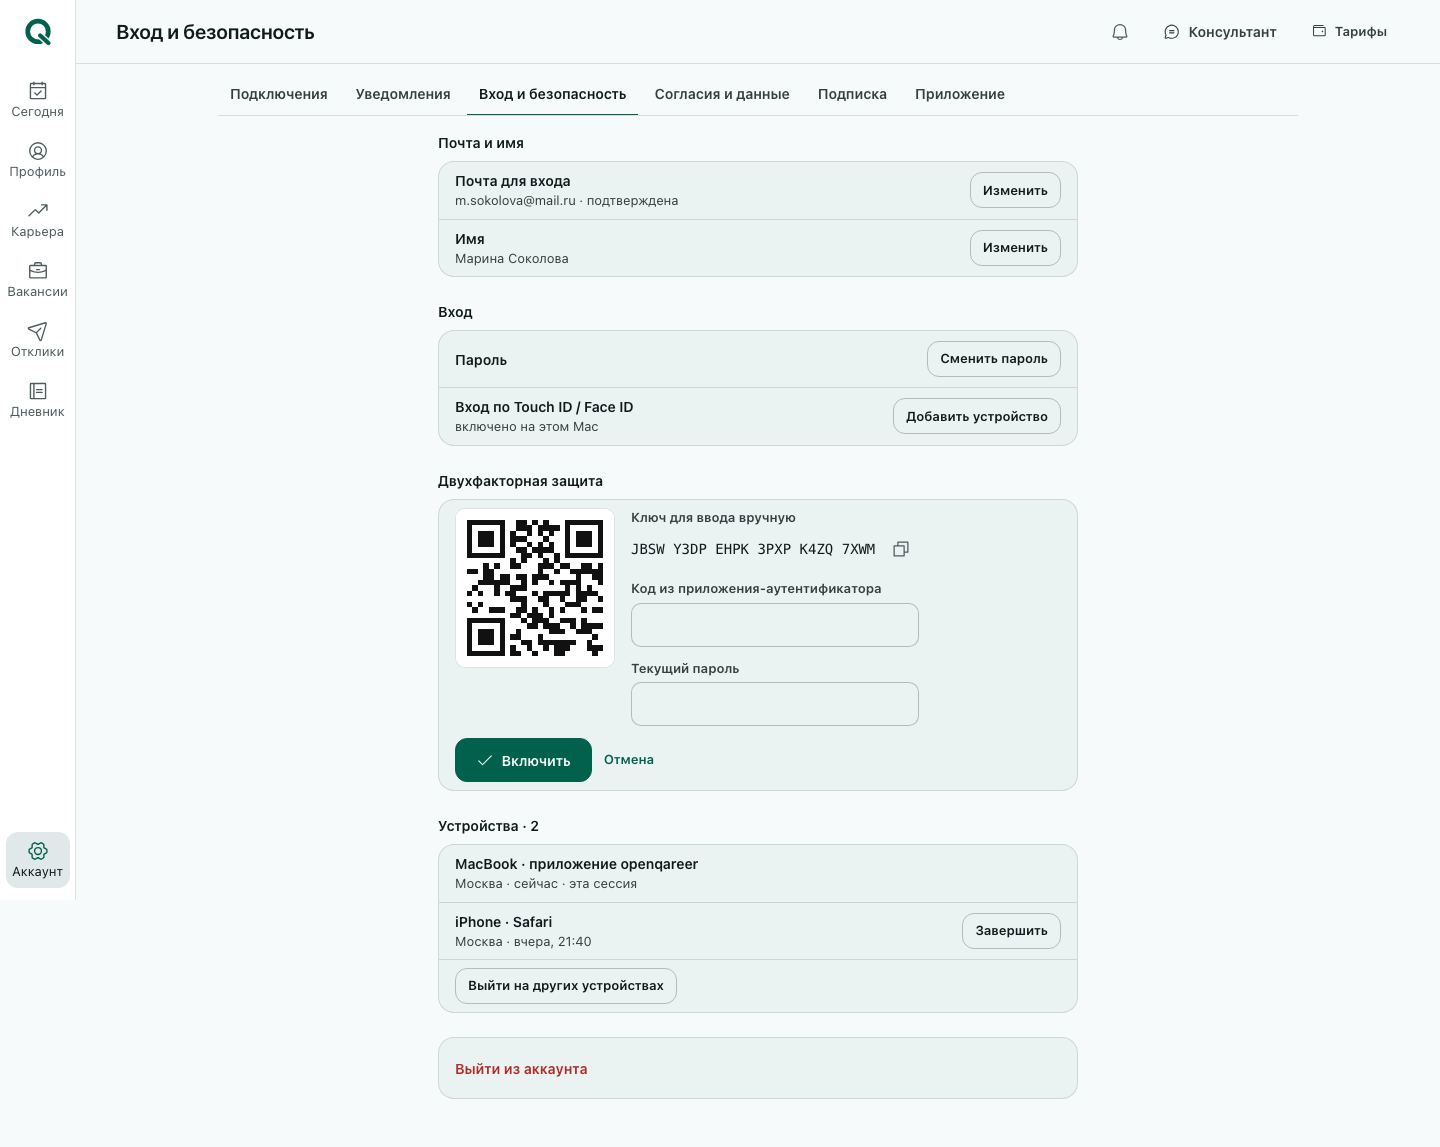 Вход и безопасность
Консультант
Тарифы
Сегодня
Профиль
Карьера
Вакансии
Отклики
Дневник
Аккаунт
Подключения
Уведомления
Вход и безопасность
Согласия и данные
Подписка
Приложение
Почта и имя
Почта для входа
m.sokolova@mail.ru · подтверждена
Изменить
Имя
Марина Соколова
Изменить
Вход
Пароль
Сменить пароль
Вход по Touch ID / Face ID
включено на этом Mac
Добавить устройство
Двухфакторная защита
Ключ для ввода вручную
JBSW Y3DP EHPK 3PXP K4ZQ 7XWM
Код из приложения-аутентификатора
Текущий пароль
Включить
Отмена
Устройства · 2
MacBook · приложение openqareer
Москва · сейчас · эта сессия
iPhone · Safari
Москва · вчера, 21:40
Завершить
Выйти на других устройствах
Выйти из аккаунта